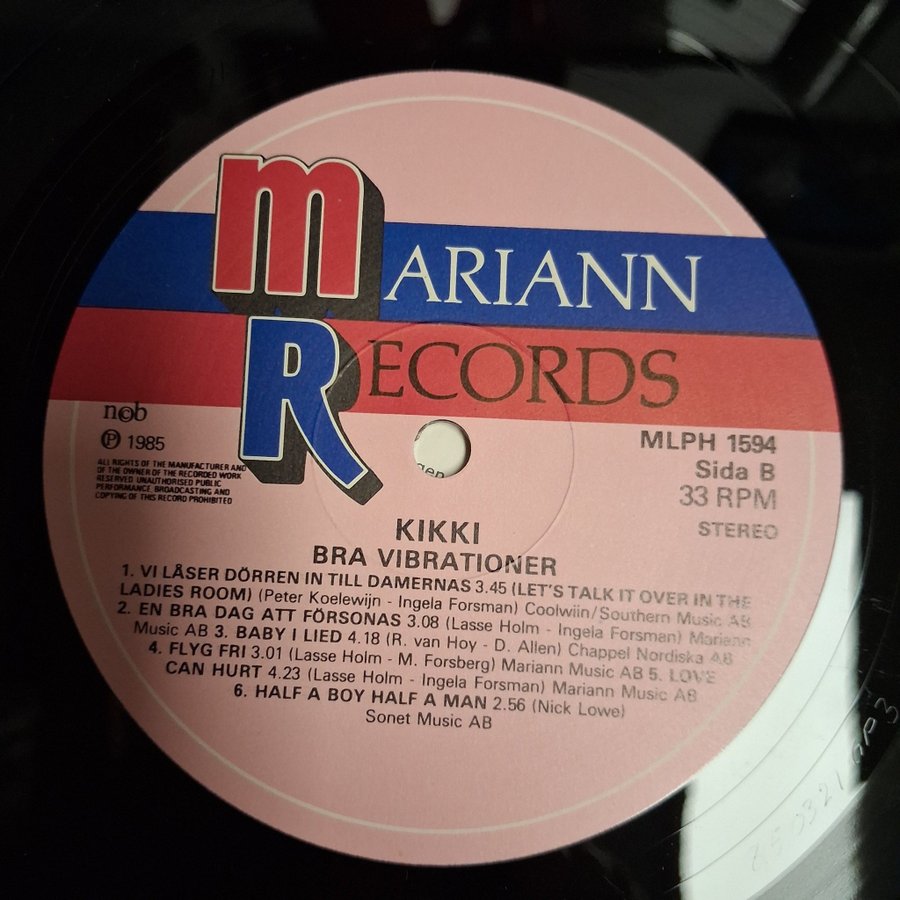 MARIANN
RECORDS
n©b
℗ 1985
ALL RIGHTS OF THE MANUFACTURER AND
OF THE OWNER OF THE RECORDED WORK
RESERVED UNAUTHORISED PUBLIC
PERFORMANCE BROADCASTING AND
COPYING OF THIS RECORD PROHIBITED
MLPH 1594
Sida B
33 RPM
STEREO
KIKKI
BRA VIBRATIONER
1. VI LÅSER DÖRREN IN TILL DAMERNAS 3.45 (LET'S TALK IT OVER IN THE
LADIES ROOM) (Peter Koelewijn - Ingela Forsman) Coolwiin/Southern Music AB
2. EN BRA DAG ATT FÖRSONAS 3.08 (Lasse Holm - Ingela Forsman) Mariann
Music AB 3. BABY I LIED 4.18 (R. van Hoy - D. Allen) Chappel Nordiska AB
4. FLYG FRI 3.01 (Lasse Holm - M. Forsberg) Mariann Music AB 5. LOVE
CAN HURT 4.23 (Lasse Holm - Ingela Forsman) Mariann Music AB
6. HALF A BOY HALF A MAN 2.56 (Nick Lowe)
Sonet Music AB